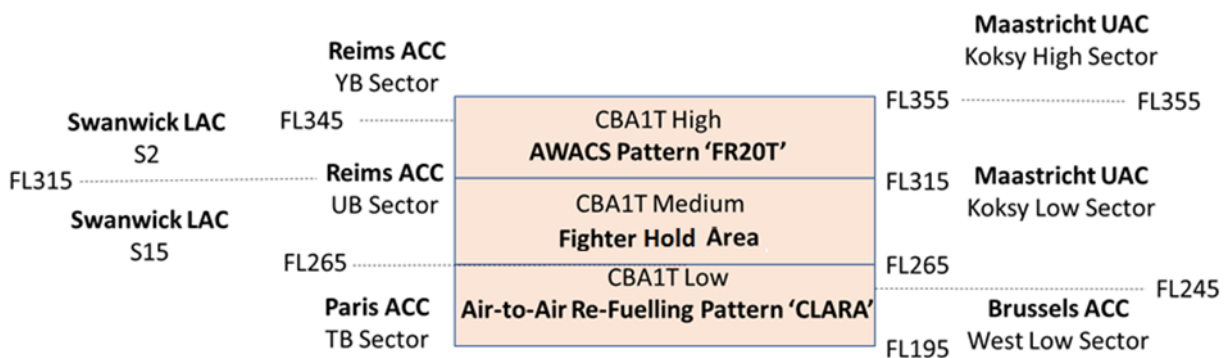 Maastricht UAC
Koksy High Sector
Reims ACC
YB Sector
FL355
FL355
Swanwick LAC
S2
FL345
CBA1T High
AWACS Pattern ‘FR20T’
FL315
Reims ACC
UB Sector
FL315
Maastricht UAC
Koksy Low Sector
Swanwick LAC
S15
CBA1T Medium
Fighter Hold Area
FL265
FL265
CBA1T Low
Air-to-Air Re-Fuelling Pattern ‘CLARA’
FL245
Paris ACC
TB Sector
Brussels ACC
West Low Sector
FL195